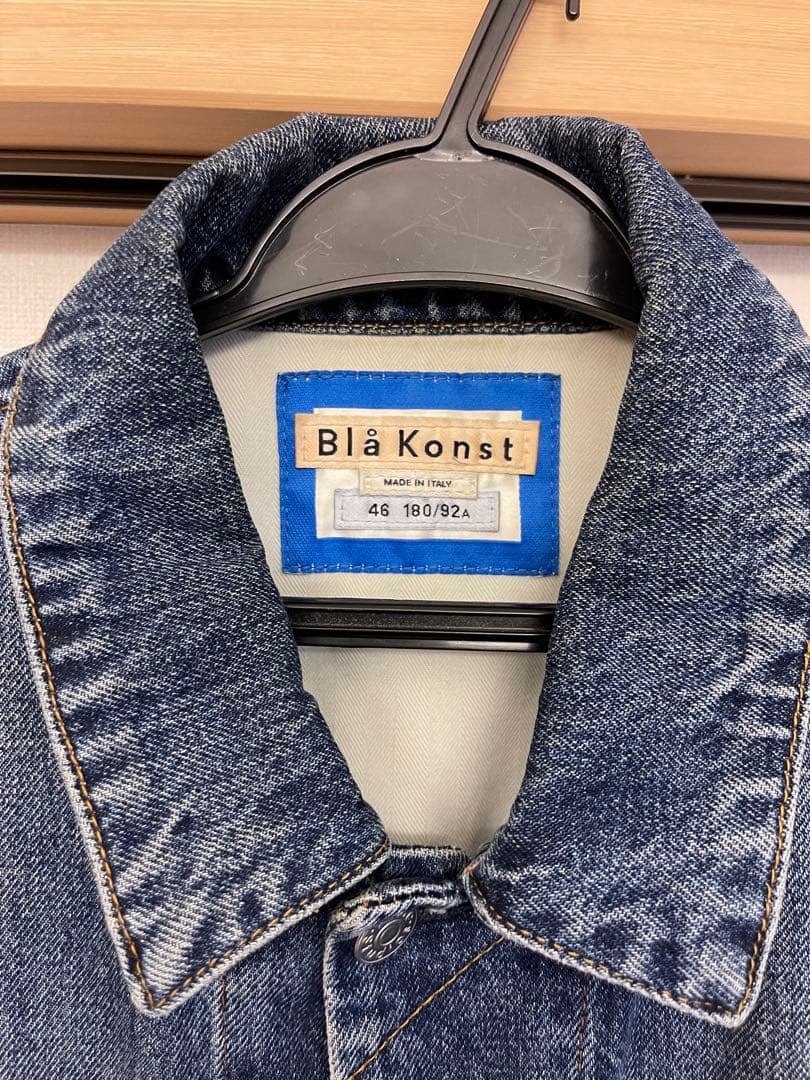 Blå Konst
MADE IN ITALY
46 180/92A